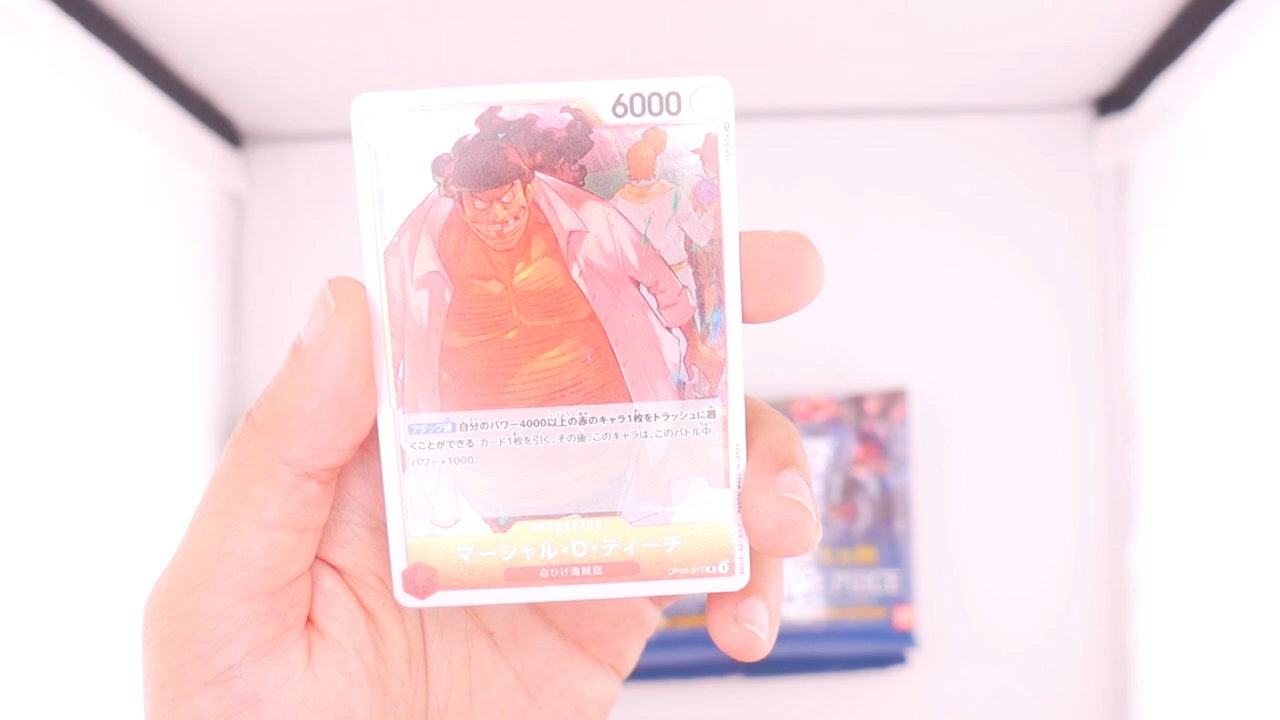 6000
アタック時 自分のパワー4000以上の赤のキャラ1枚をトラッシュに置
くことができる:カード1枚を引く。その後、このキャラは、このバトル中、
パワー+1000。
マーシャル・D・ティーチ
白ひげ海賊団